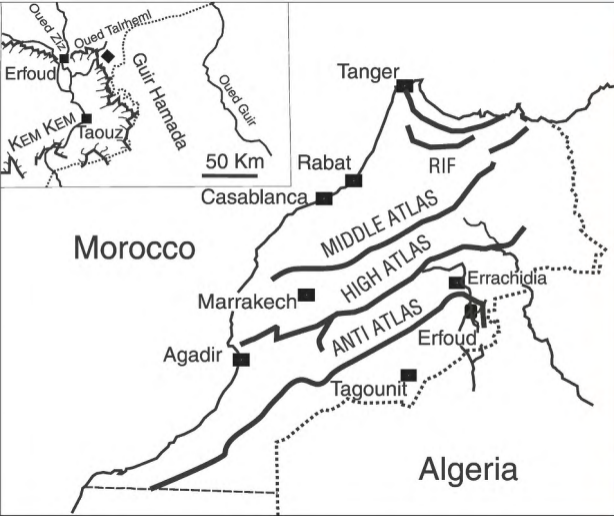 Oued Ziz
Oued Talrheml
Erfoud
Guir Hamada
Oued Guir
KEM KEM
Taouz
50 Km
Tanger
RIF
Rabat
Casablanca
MIDDLE ATLAS
Morocco
HIGH ATLAS
Errachidia
Marrakech
ANTI ATLAS
Erfoud
Agadir
Tagounit
Algeria